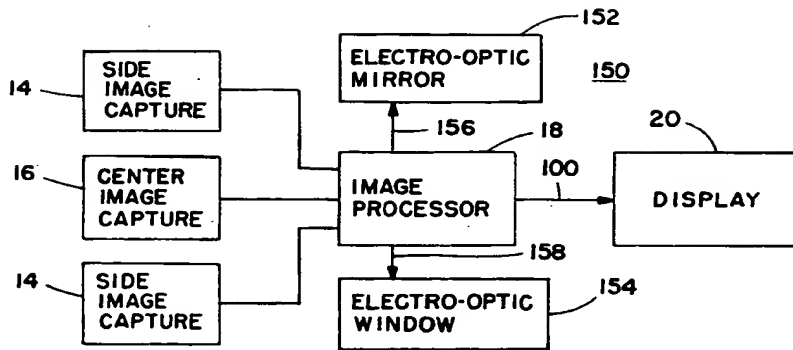 152
ELECTRO-OPTIC
MIRROR
150
14
SIDE
IMAGE
CAPTURE
156
18
20
16
CENTER
IMAGE
CAPTURE
IMAGE
PROCESSOR
100
DISPLAY
158
14
SIDE
IMAGE
CAPTURE
ELECTRO-OPTIC
WINDOW
154